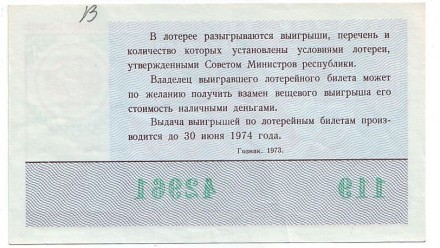 В
В лотерее разыгрываются выигрыши, перечень и
количество которых установлены условиями лотереи,
утвержденными Советом Министров республики.
Владелец выигравшего лотерейного билета может
по желанию получить взамен вещевого выигрыша его
стоимость наличными деньгами.
Выдача выигрышей по лотерейным билетам произ-
водится до 30 июня 1974 года.
Гознак. 1973.
42961 119